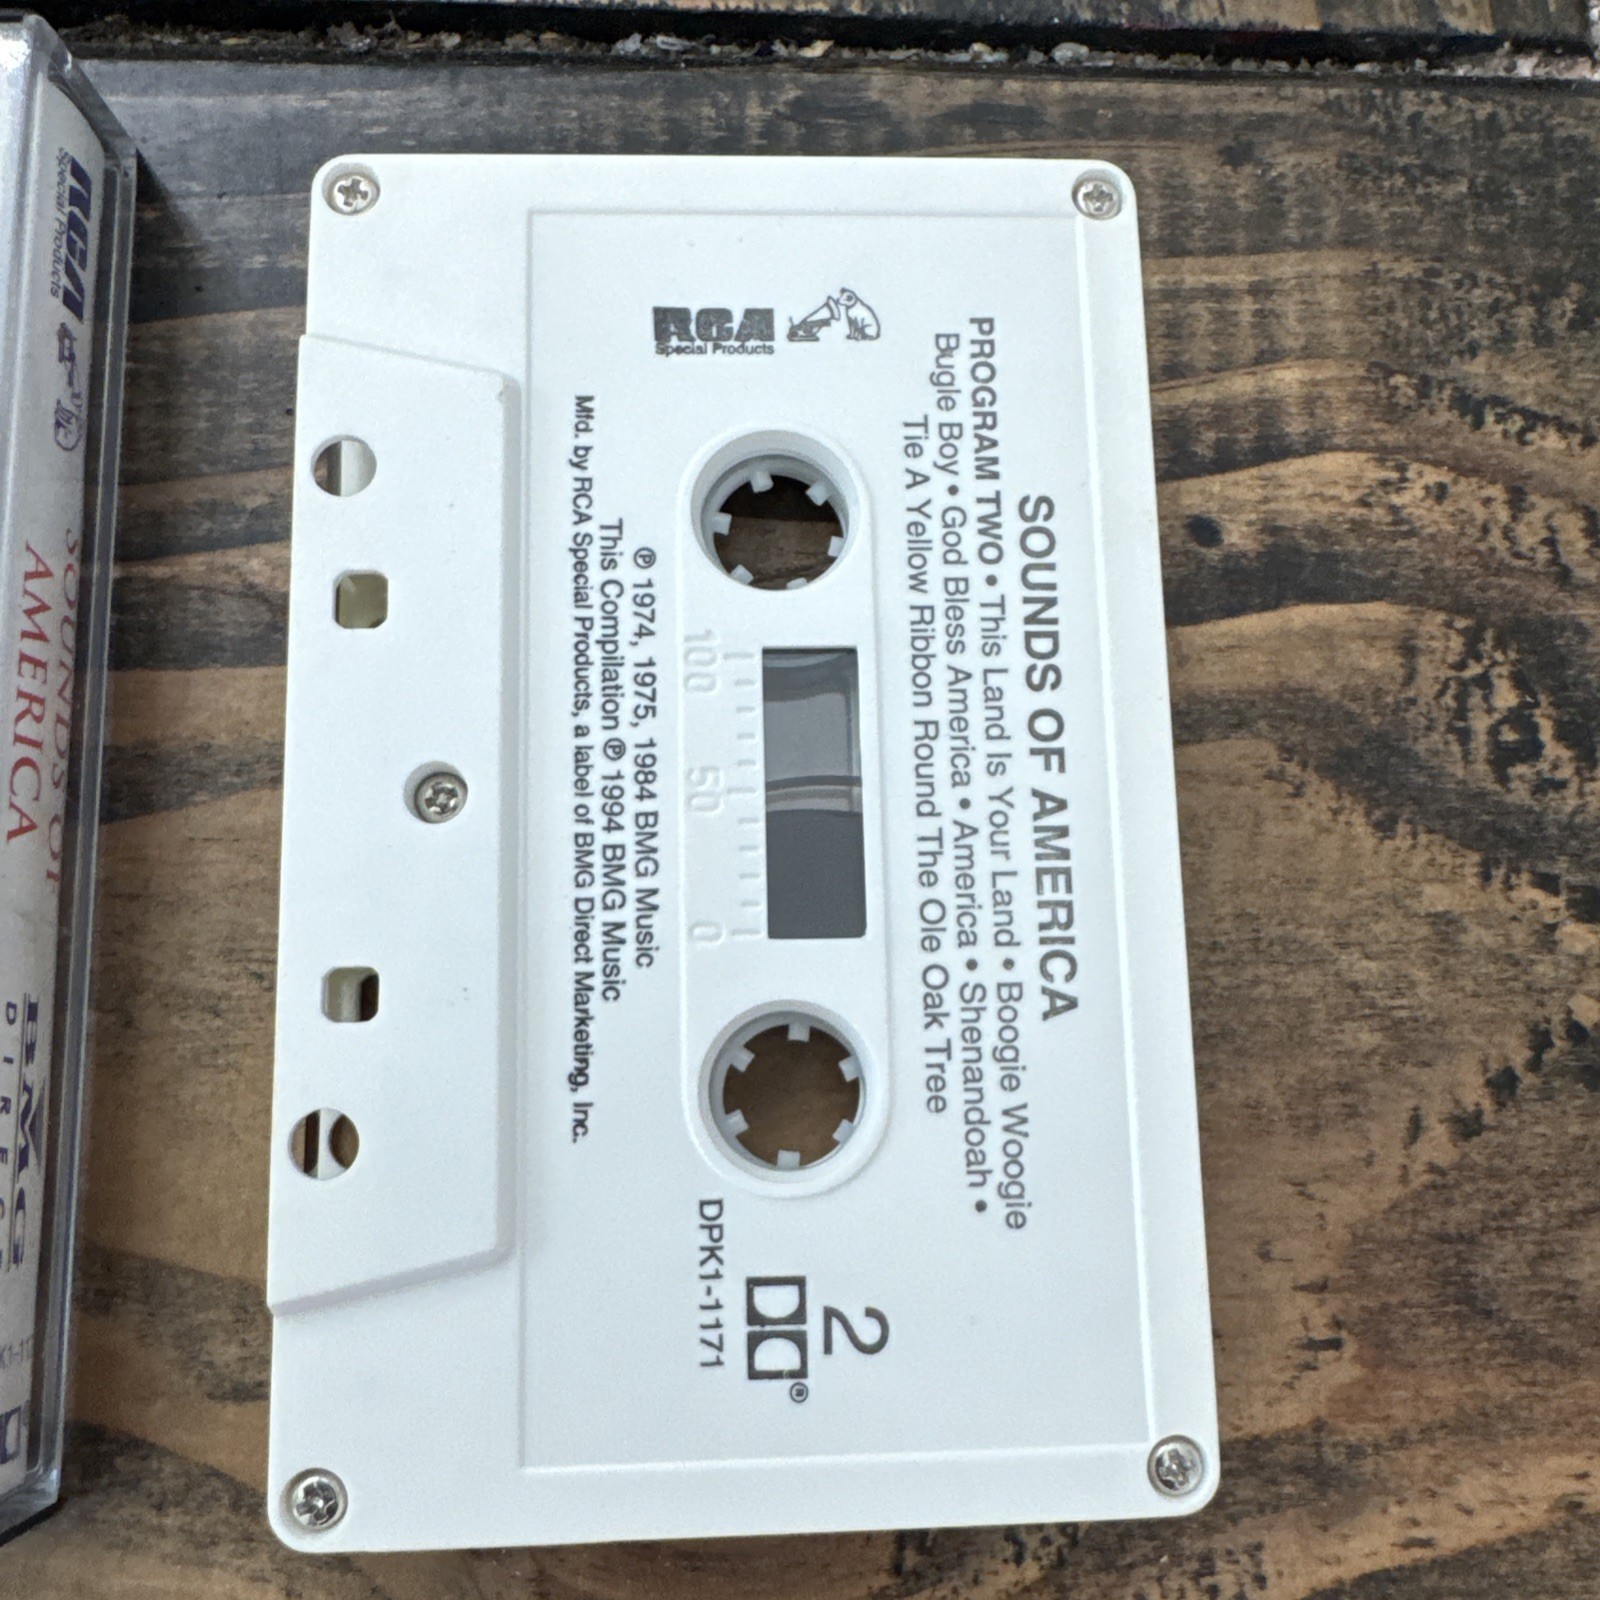 SOUNDS OF AMERICA
PROGRAM TWO • This Land Is Your Land • Boogie Woogie
Bugle Boy • God Bless America • America • Shenandoah •
Tie A Yellow Ribbon Round The Ole Oak Tree
2
RCA
Special Products
100 50 0
DPK1-1171
℗ 1974, 1975, 1984 BMG Music
This Compilation ℗ 1994 BMG Music
Mfd. by RCA Special Products, a label of BMG Direct Marketing, Inc.
RCA
Special Products
SOUNDS OF
AMERICA
BMG